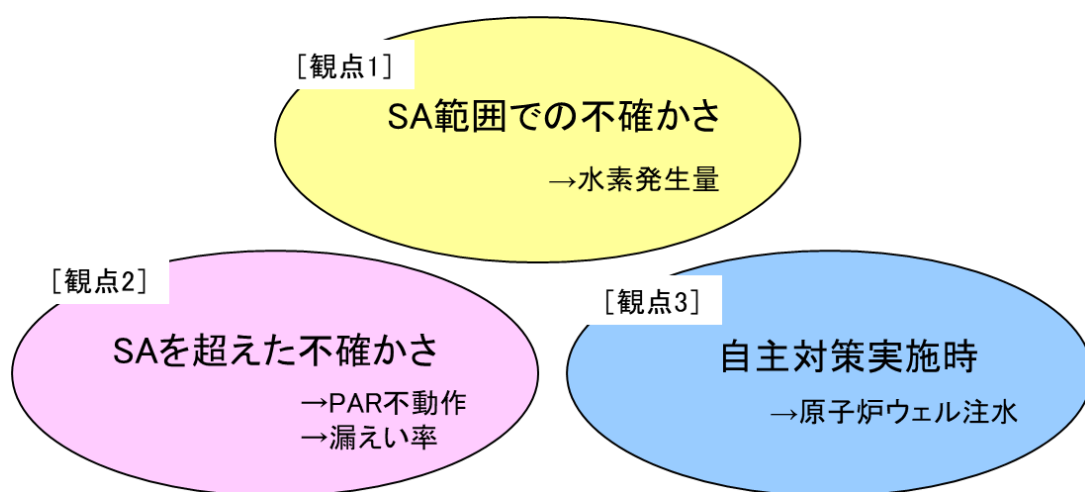 [観点1]
SA範囲での不確かさ
→水素発生量
[観点2]
SAを超えた不確かさ
→PAR不動作
→漏えい率
[観点3]
自主対策実施時
→原子炉ウェル注水